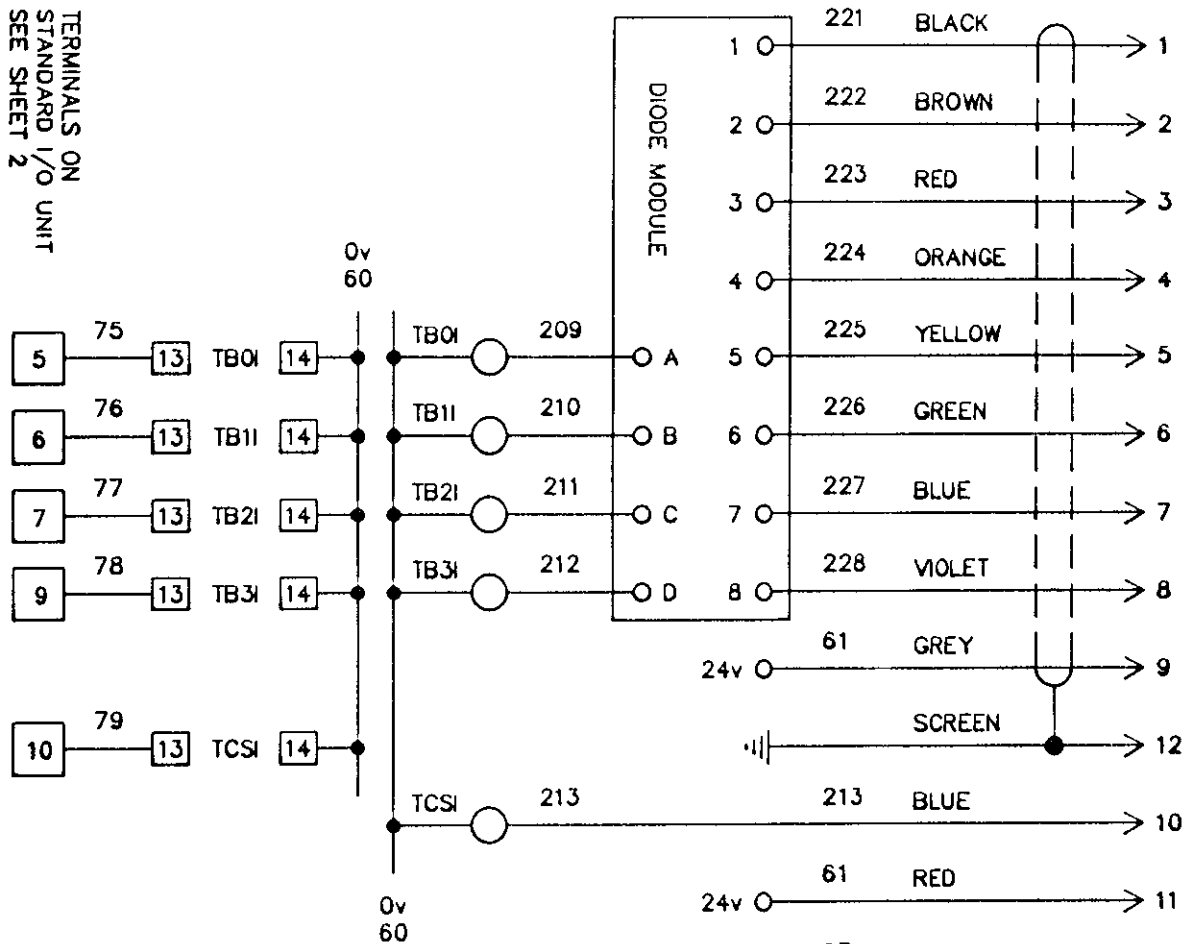 TERMINALS ON
STANDARD I/O UNIT
SEE SHEET 2
DIODE MODULE
1 221 BLACK 1
2 222 BROWN 2
3 223 RED 3
4 224 ORANGE 4
0v
60
5 75 13 TB0I 14 TB0I 209 A 5 225 YELLOW 5
6 76 13 TB1I 14 TB1I 210 B 6 226 GREEN 6
7 77 13 TB2I 14 TB2I 211 C 7 227 BLUE 7
9 78 13 TB3I 14 TB3I 212 D 8 228 VIOLET 8
24v 61 GREY 9
10 79 13 TCSI 14 SCREEN 12
TCSI 213 213 BLUE 10
24v 61 RED 11
0v
60